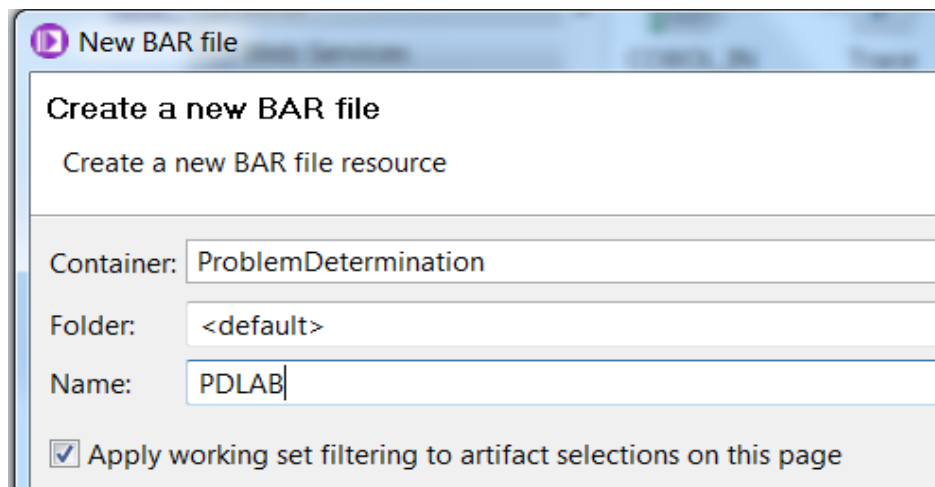 New BAR file
Create a new BAR file
Create a new BAR file resource
Container: ProblemDetermination
Folder: <default>
Name: PDLAB
Apply working set filtering to artifact selections on this page